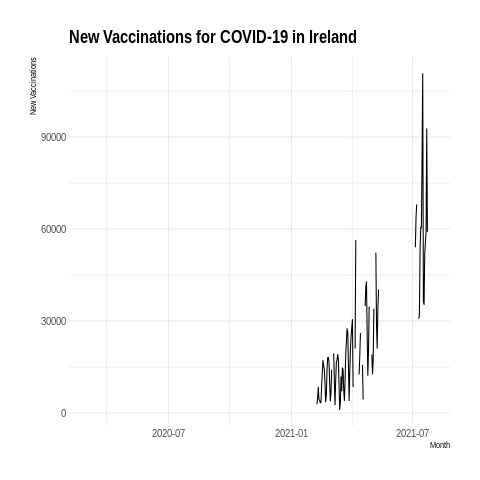 New Vaccinations for COVID-19 in Ireland
New Vaccinations
90000
60000
30000
0
2020-07
2021-01
2021-07
Month